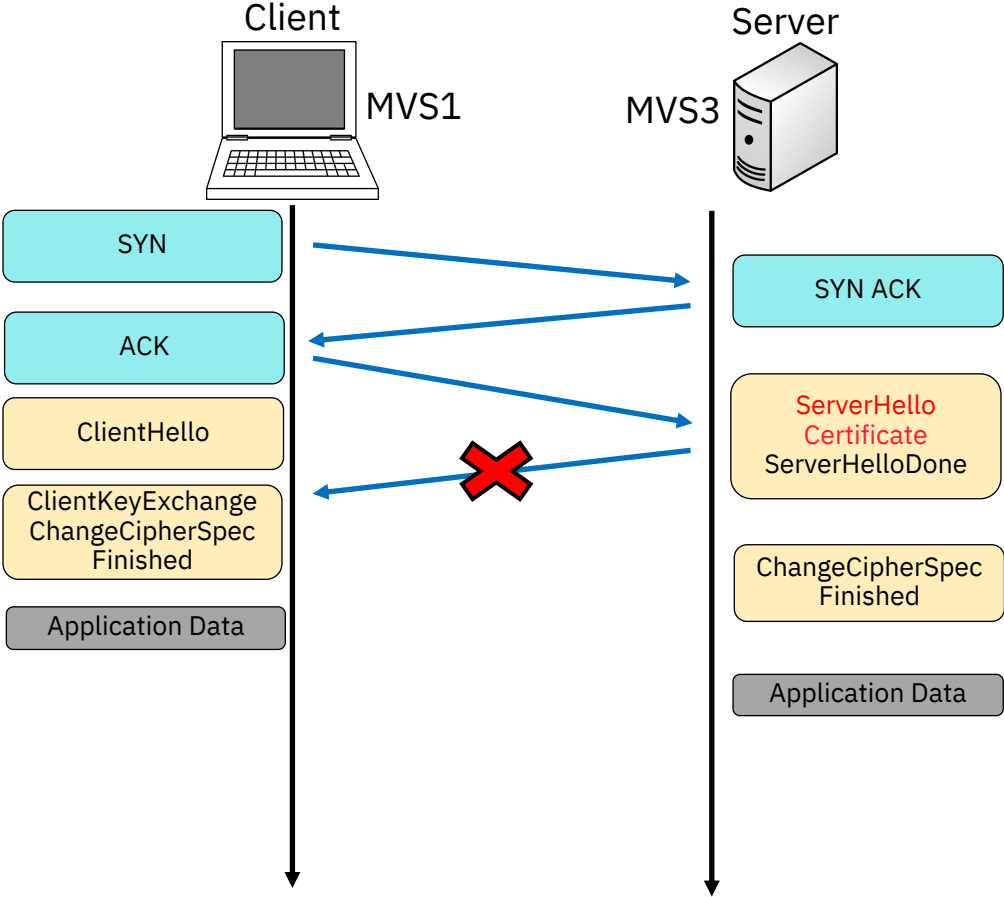 Client
Server
MVS1
MVS3
SYN
SYN ACK
ACK
ClientHello
ServerHello
Certificate
ServerHelloDone
ClientKeyExchange
ChangeCipherSpec
Finished
ChangeCipherSpec
Finished
Application Data
Application Data